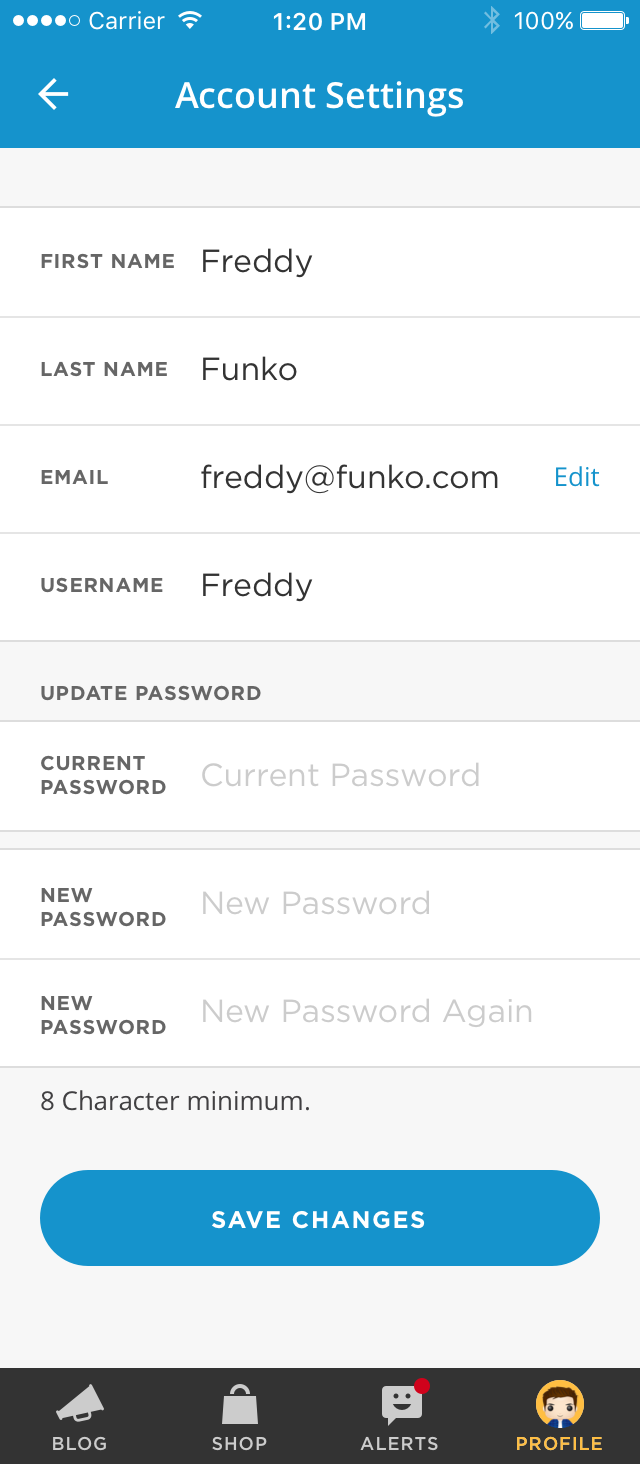 Carrier 1:20 PM 100%
Account Settings
FIRST NAME Freddy
LAST NAME Funko
EMAIL freddy@funko.com Edit
USERNAME Freddy
UPDATE PASSWORD
CURRENT
PASSWORD Current Password
NEW
PASSWORD New Password
NEW
PASSWORD New Password Again
8 Character minimum.
SAVE CHANGES
BLOG SHOP ALERTS PROFILE